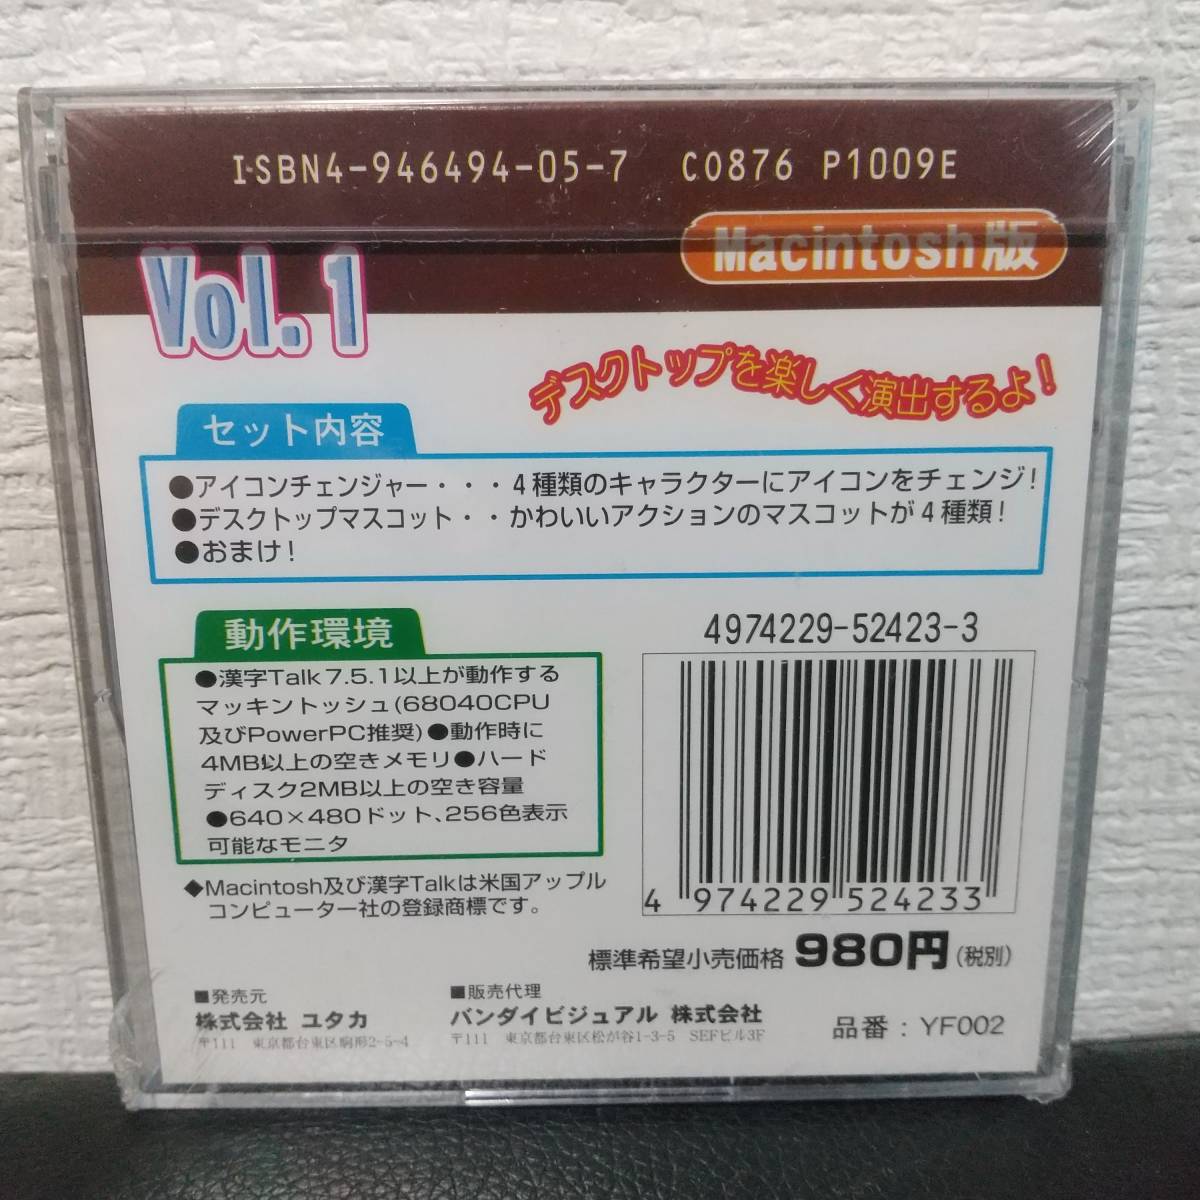 ISBN4-946494-05-7 C0876 P1009E
Macintosh版
Vol.1
デスクトップを楽しく演出するよ!
セット内容
●アイコンチェンジャー・・・4種類のキャラクターにアイコンをチェンジ!
●デスクトップマスコット・・かわいいアクションのマスコットが4種類!
●おまけ!
動作環境
●漢字Talk7.5.1以上が動作する
マッキントッシュ(68040CPU
及びPowerPC推奨)●動作時に
4MB以上の空きメモリ●ハード
ディスク2MB以上の空き容量
●640×480ドット、256色表示
可能なモニタ
◆Macintosh及び漢字Talkは米国アップル
コンピューター社の登録商標です。
4974229-52423-3
4 974229 524233
標準希望小売価格 980円(税別)
■発売元
株式会社 ユタカ
〒111 東京都台東区駒形2-5-4
■販売代理
バンダイビジュアル 株式会社
〒111 東京都台東区松が谷1-3-5 SEFビル3F
品番：YF002